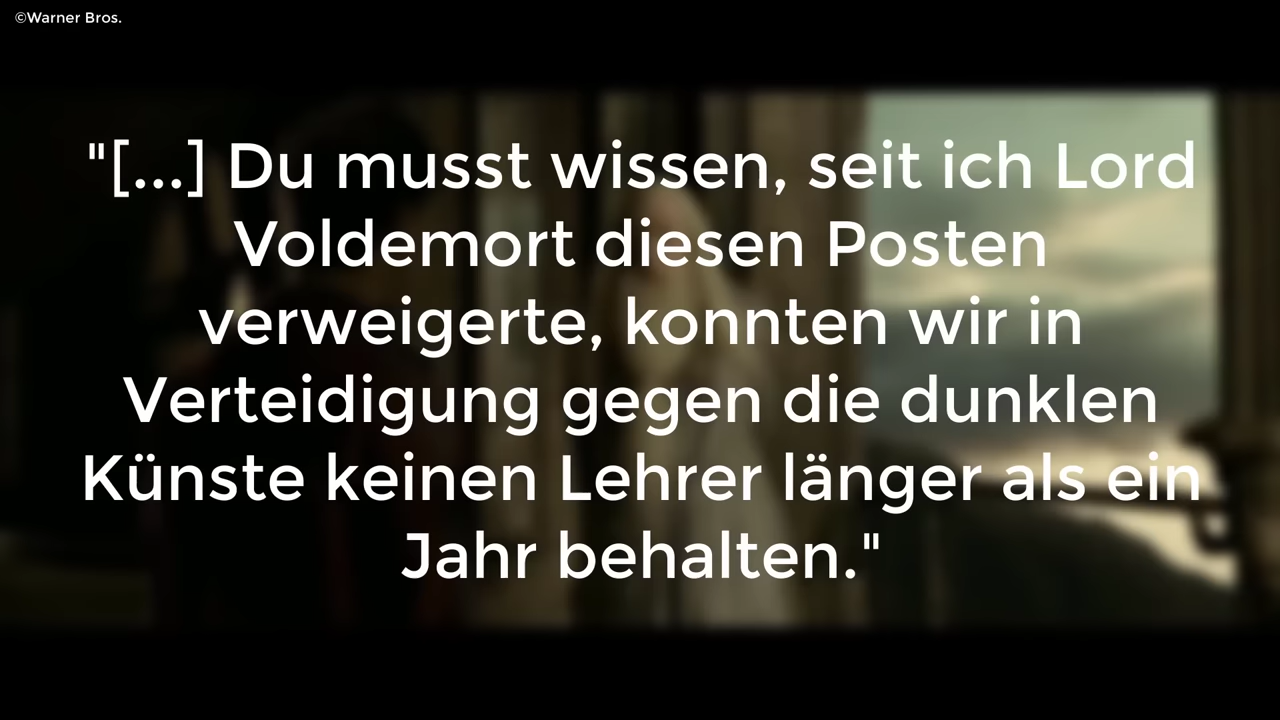 ©Warner Bros.
"[...] Du musst wissen, seit ich Lord
Voldemort diesen Posten
verweigerte, konnten wir in
Verteidigung gegen die dunklen
Künste keinen Lehrer länger als ein
Jahr behalten."